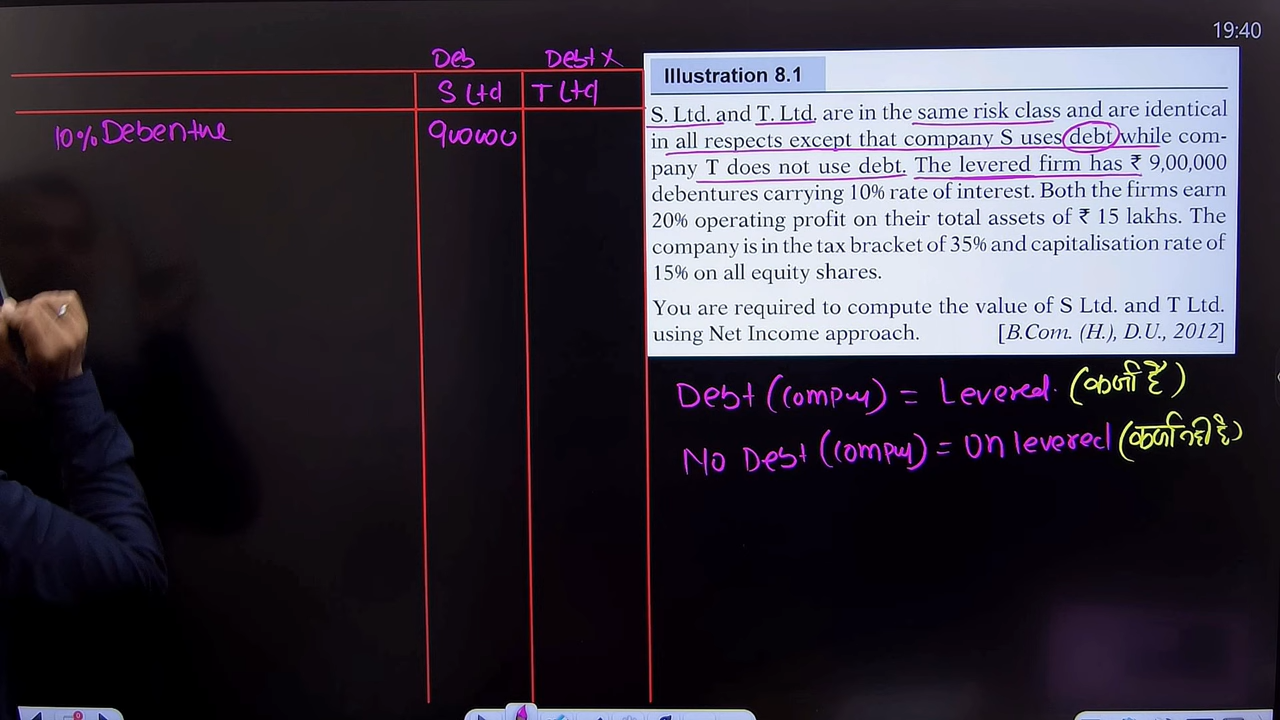 19:40
Deb Debt x
S Ltd T Ltd
10% Debenture 900000
Illustration 8.1
S. Ltd. and T. Ltd. are in the same risk class and are identical
in all respects except that company S uses debt while com-
pany T does not use debt. The levered firm has ₹ 9,00,000
debentures carrying 10% rate of interest. Both the firms earn
20% operating profit on their total assets of ₹ 15 lakhs. The
company is in the tax bracket of 35% and capitalisation rate of
15% on all equity shares.
You are required to compute the value of S Ltd. and T Ltd.
using Net Income approach. [B.Com. (H.), D.U., 2012]
Debt (Compny) = Levered. (कर्जा है)
No Debt (Compny) = Unlevered (कर्जा नही है)